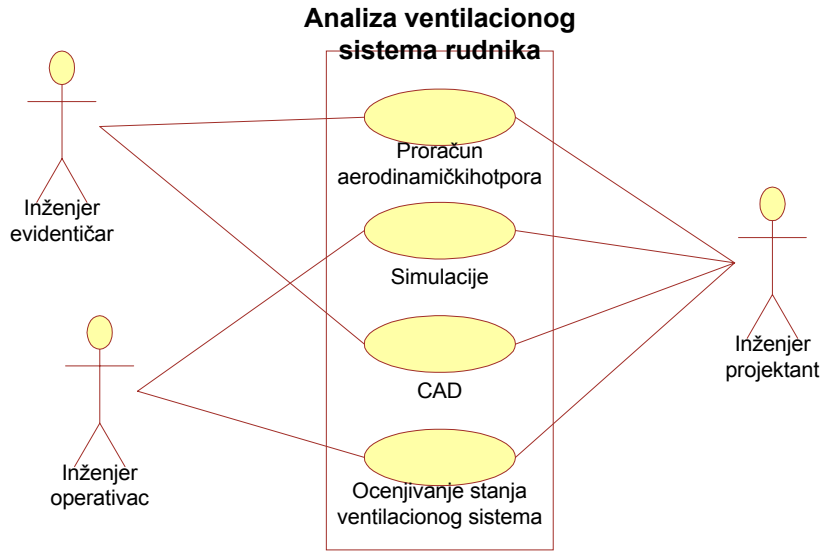 Analiza ventilacionog
sistema rudnika
Proračun
aerodinamičkihotpora
Inženjer
evidentičar
Simulacije
Inženjer
projektant
CAD
Inženjer
operativac
Ocenjivanje stanja
ventilacionog sistema